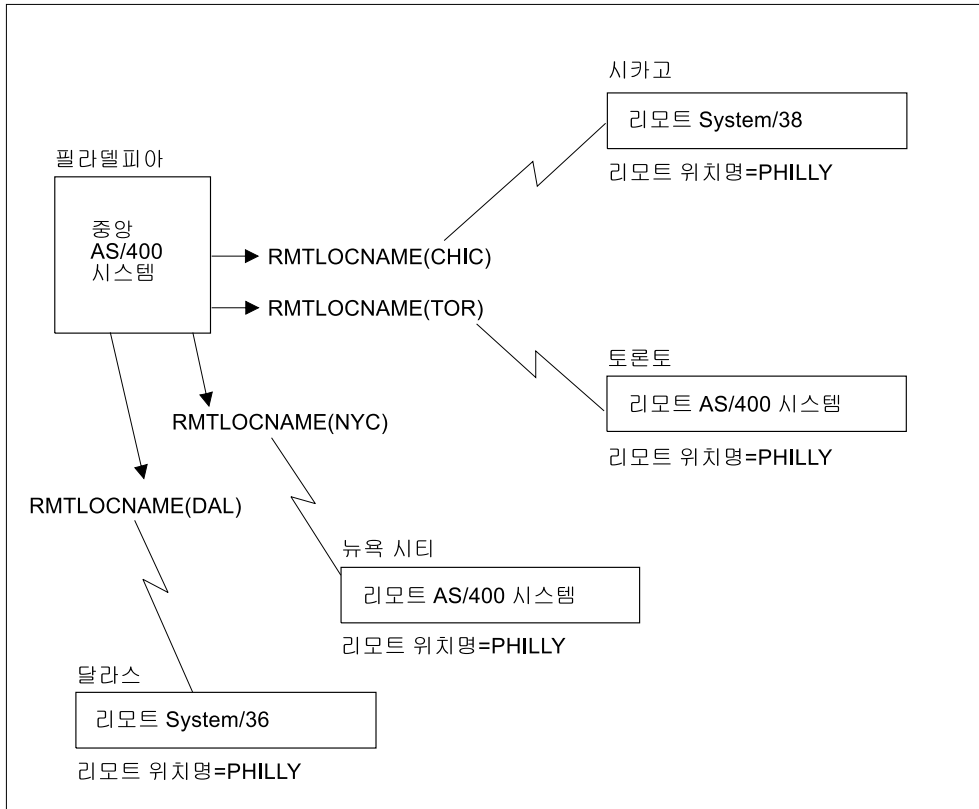 시카고
리모트 System/38
리모트 위치명=PHILLY
필라델피아
중앙
AS/400
시스템
RMTLOCNAME(CHIC)
RMTLOCNAME(TOR)
토론토
리모트 AS/400 시스템
리모트 위치명=PHILLY
RMTLOCNAME(NYC)
RMTLOCNAME(DAL)
뉴욕 시티
리모트 AS/400 시스템
리모트 위치명=PHILLY
달라스
리모트 System/36
리모트 위치명=PHILLY